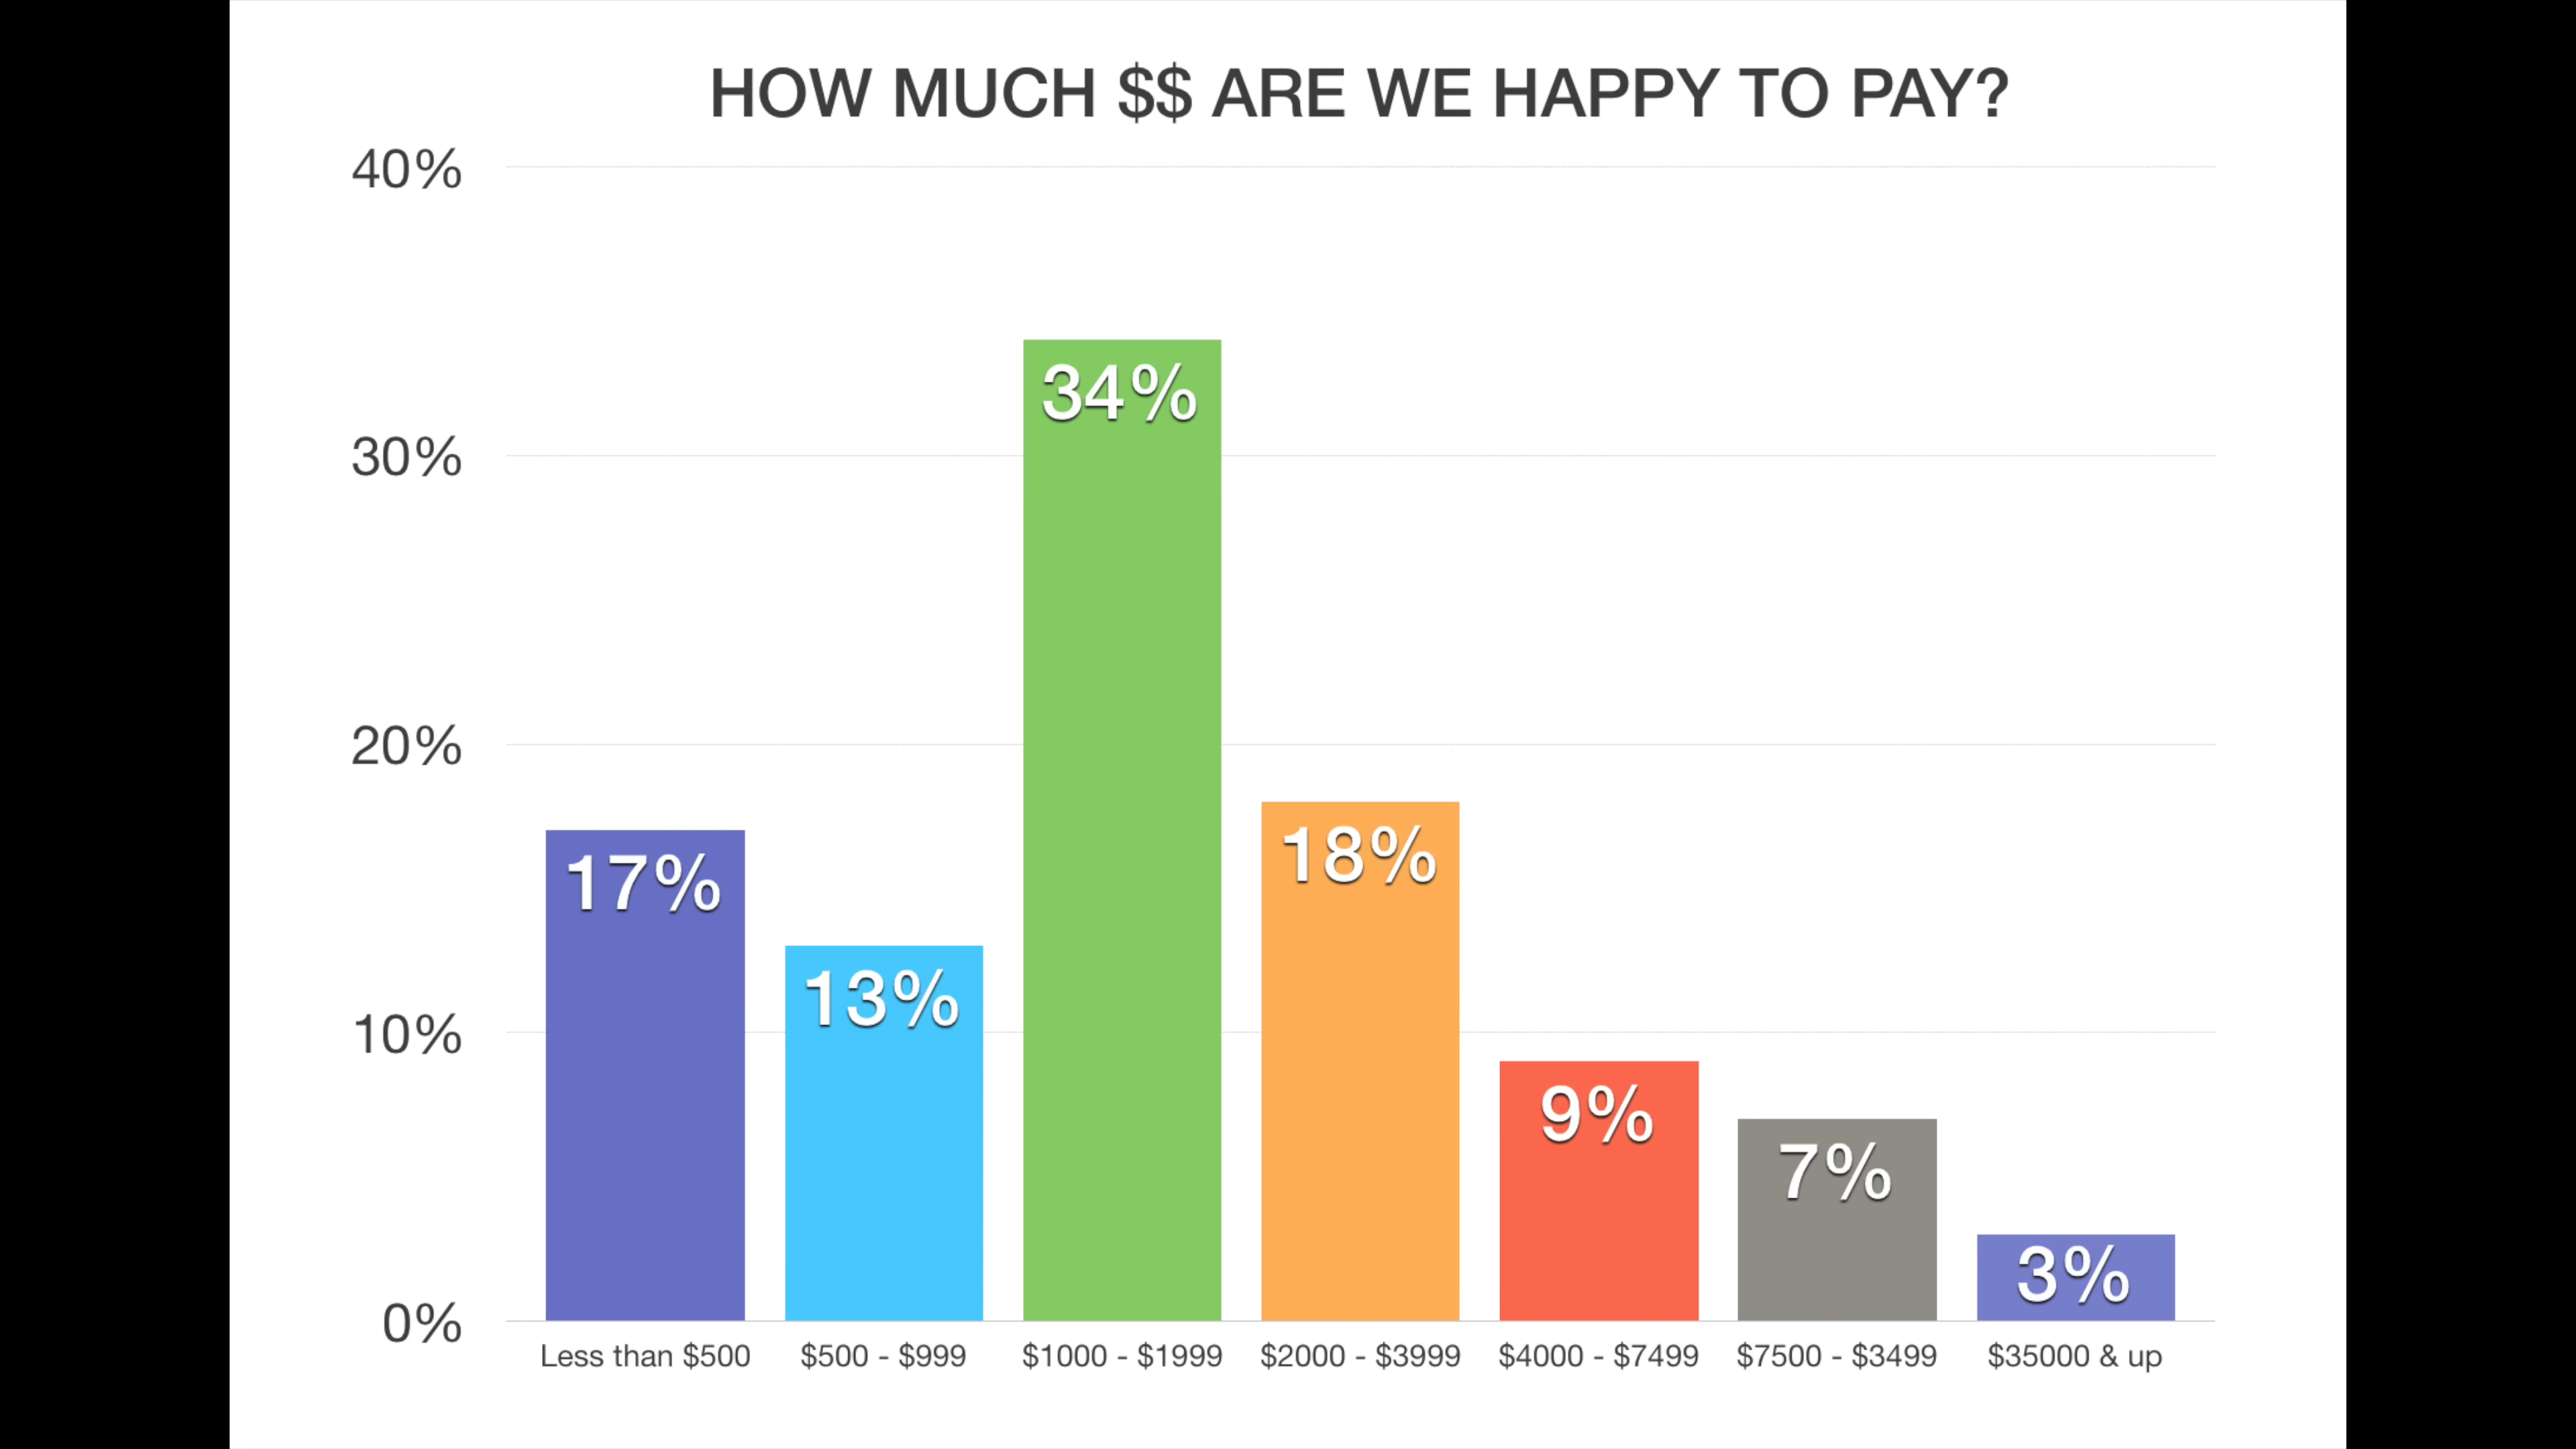 HOW MUCH $$ ARE WE HAPPY TO PAY?
40%
30%
20%
10%
0%
17%
13%
34%
18%
9%
7%
3%
Less than $500
$500 - $999
$1000 - $1999
$2000 - $3999
$4000 - $7499
$7500 - $3499
$35000 & up